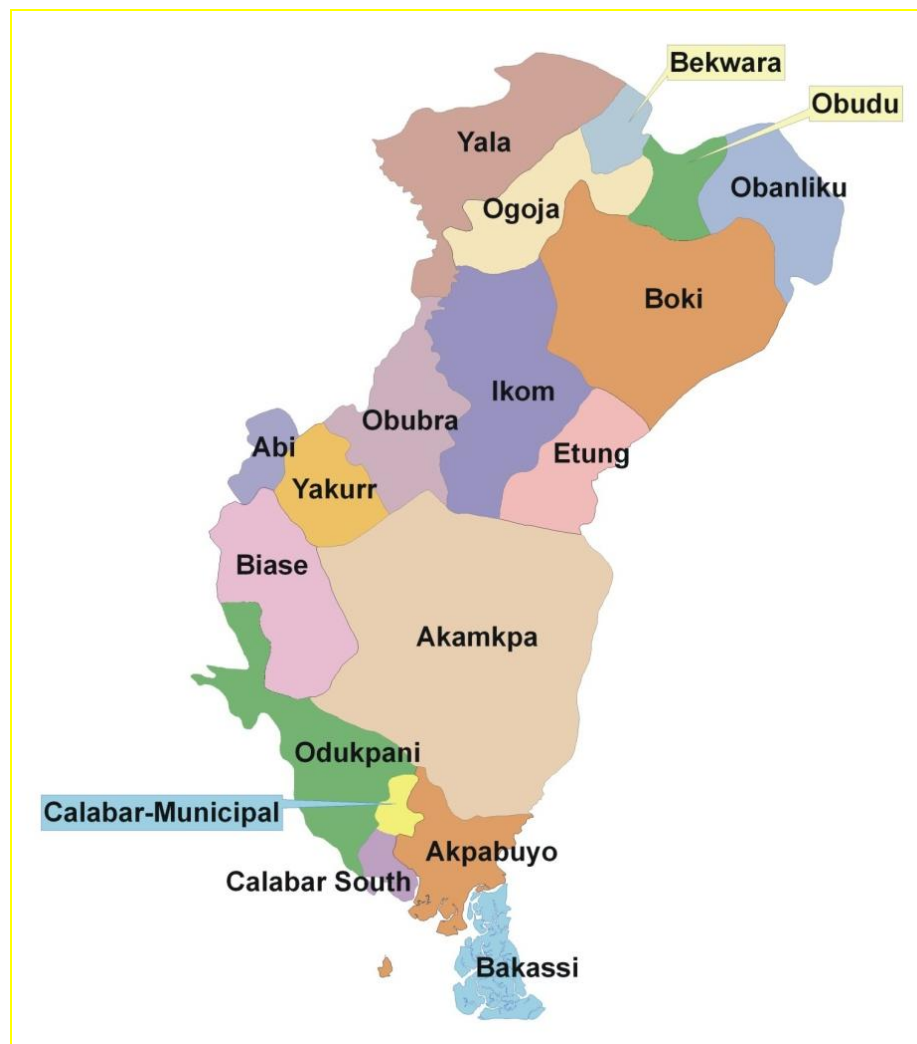 Bekwara
Obudu
Yala
Obanliku
Ogoja
Boki
Ikom
Obubra
Abi
Etung
Yakurr
Biase
Akamkpa
Odukpani
Calabar-Municipal
Akpabuyo
Calabar South
Bakassi